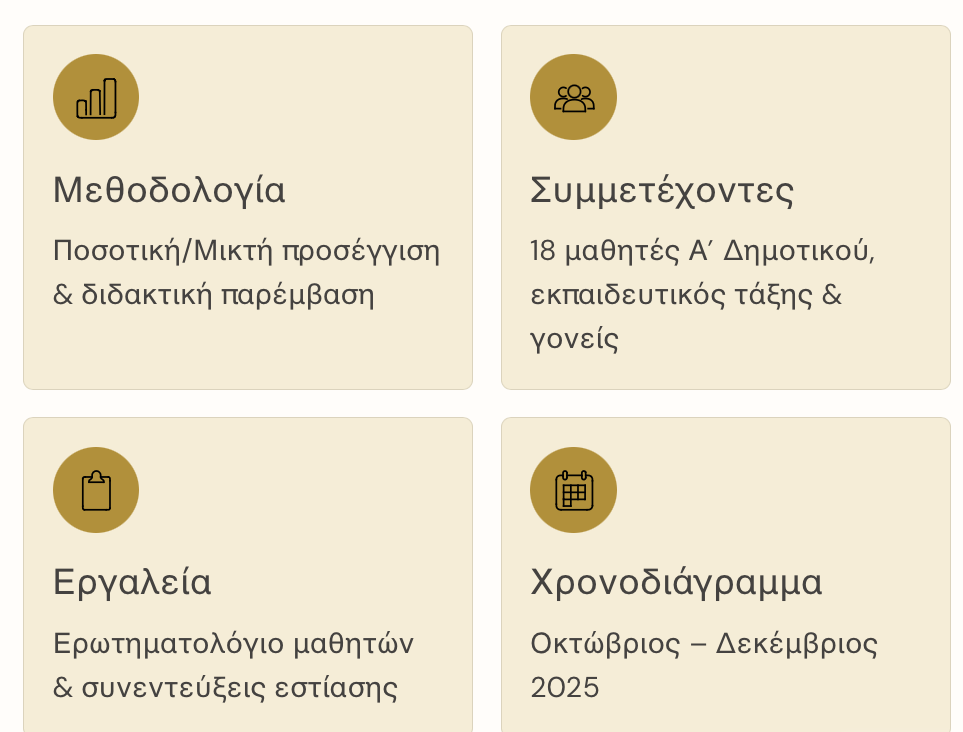 Μεθοδολογία
Ποσοτική/Μικτή προσέγγιση
& διδακτική παρέμβαση
Συμμετέχοντες
18 μαθητές Α’ Δημοτικού,
εκπαιδευτικός τάξης &
γονείς
Εργαλεία
Ερωτηματολόγιο μαθητών
& συνεντεύξεις εστίασης
Χρονοδιάγραμμα
Οκτώβριος – Δεκέμβριος
2025